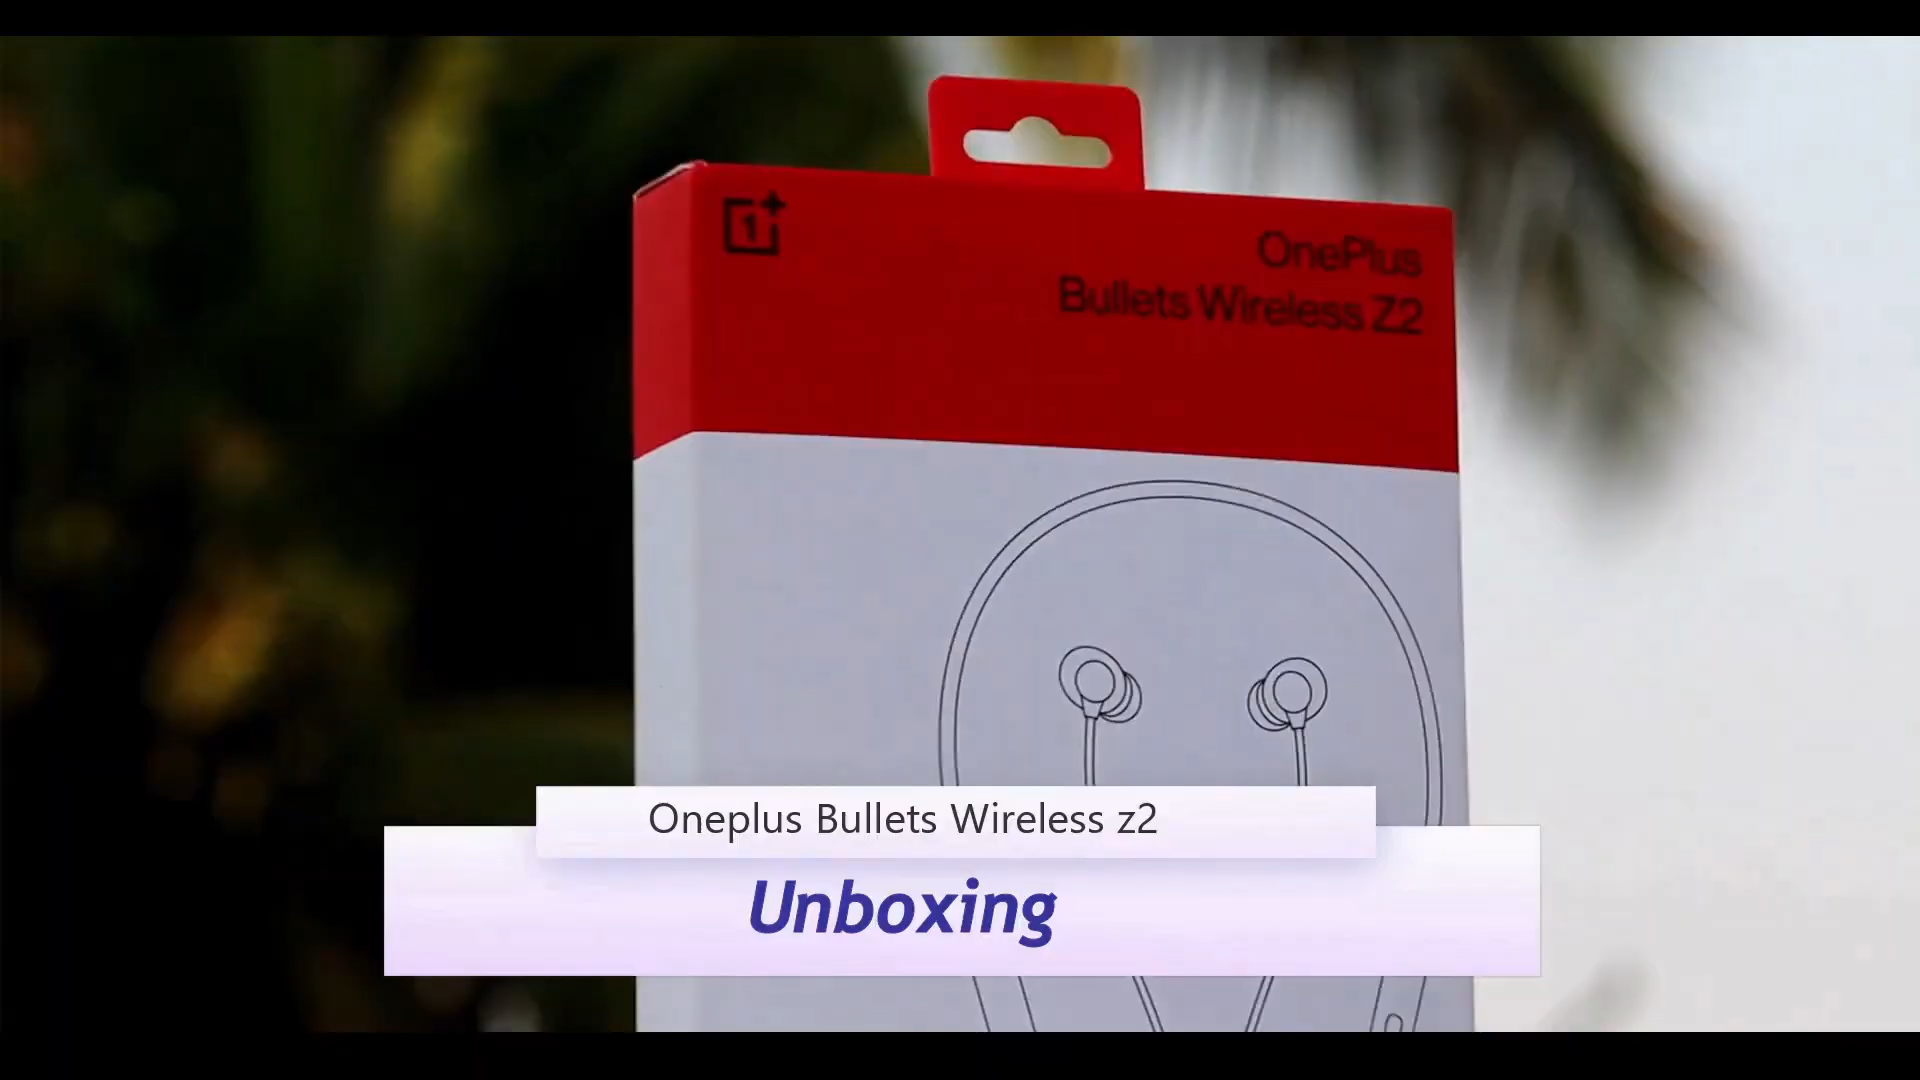 1+
OnePlus
Bullets Wireless Z2
Oneplus Bullets Wireless z2
Unboxing